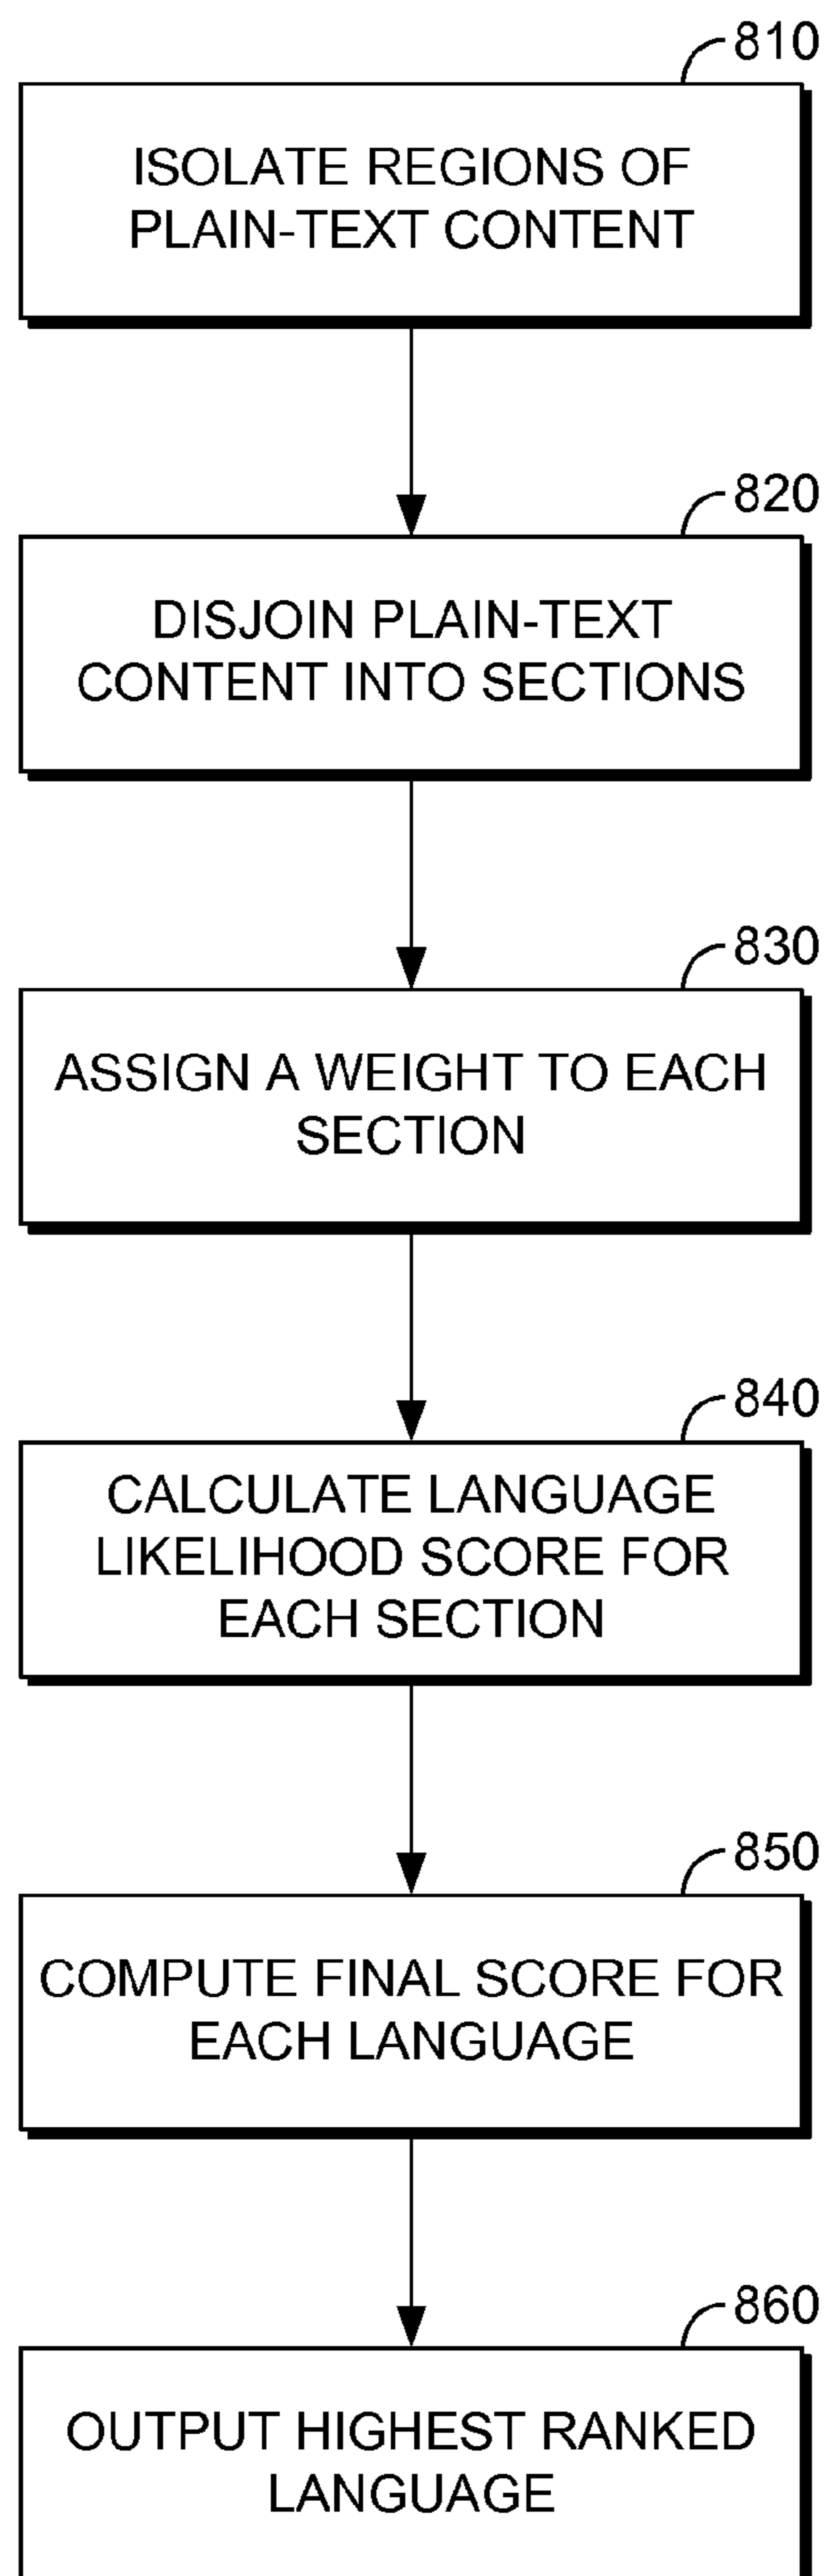 810
ISOLATE REGIONS OF
PLAIN-TEXT CONTENT
820
DISJOIN PLAIN-TEXT
CONTENT INTO SECTIONS
830
ASSIGN A WEIGHT TO EACH
SECTION
840
CALCULATE LANGUAGE
LIKELIHOOD SCORE FOR
EACH SECTION
850
COMPUTE FINAL SCORE FOR
EACH LANGUAGE
860
OUTPUT HIGHEST RANKED
LANGUAGE